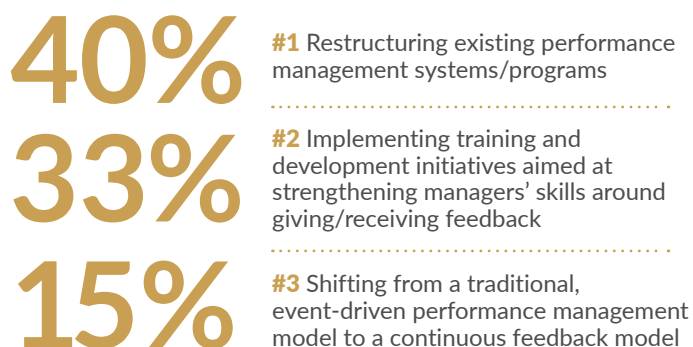 40%
#1 Restructuring existing performance
management systems/programs
33%
#2 Implementing training and
development initiatives aimed at
strengthening managers’ skills around
giving/receiving feedback
15%
#3 Shifting from a traditional,
event-driven performance management
model to a continuous feedback model